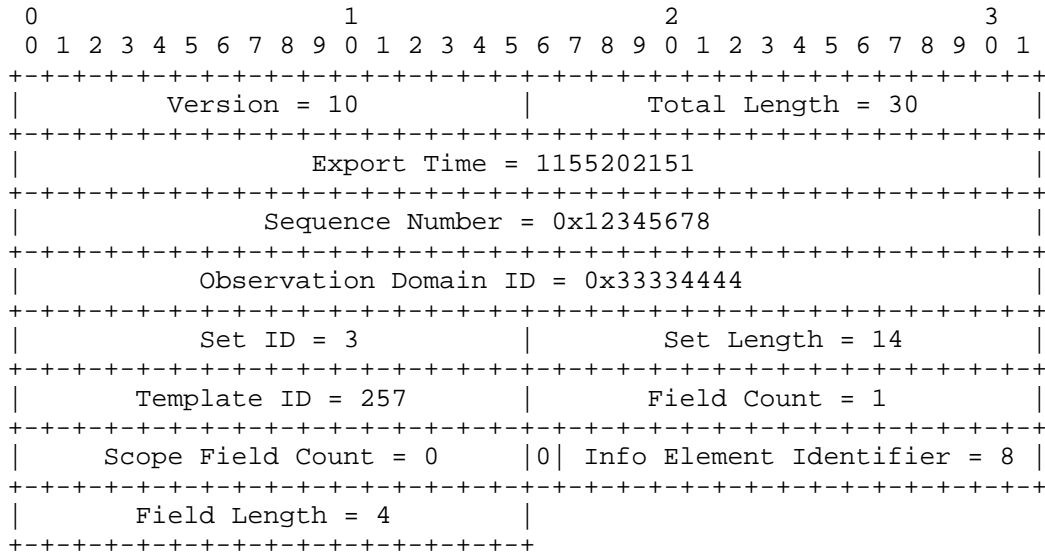 0                   1                   2                   3
0 1 2 3 4 5 6 7 8 9 0 1 2 3 4 5 6 7 8 9 0 1 2 3 4 5 6 7 8 9 0 1
+-+-+-+-+-+-+-+-+-+-+-+-+-+-+-+-+-+-+-+-+-+-+-+-+-+-+-+-+-+-+-+-+
|         Version = 10          |       Total Length = 30       |
+-+-+-+-+-+-+-+-+-+-+-+-+-+-+-+-+-+-+-+-+-+-+-+-+-+-+-+-+-+-+-+-+
|                  Export Time = 1155202151                     |
+-+-+-+-+-+-+-+-+-+-+-+-+-+-+-+-+-+-+-+-+-+-+-+-+-+-+-+-+-+-+-+-+
|               Sequence Number = 0x12345678                    |
+-+-+-+-+-+-+-+-+-+-+-+-+-+-+-+-+-+-+-+-+-+-+-+-+-+-+-+-+-+-+-+-+
|           Observation Domain ID = 0x33334444                  |
+-+-+-+-+-+-+-+-+-+-+-+-+-+-+-+-+-+-+-+-+-+-+-+-+-+-+-+-+-+-+-+-+
|           Set ID = 3          |        Set Length = 14        |
+-+-+-+-+-+-+-+-+-+-+-+-+-+-+-+-+-+-+-+-+-+-+-+-+-+-+-+-+-+-+-+-+
|       Template ID = 257       |       Field Count = 1         |
+-+-+-+-+-+-+-+-+-+-+-+-+-+-+-+-+-+-+-+-+-+-+-+-+-+-+-+-+-+-+-+-+
|     Scope Field Count = 0     |0| Info Element Identifier = 8 |
+-+-+-+-+-+-+-+-+-+-+-+-+-+-+-+-+-+-+-+-+-+-+-+-+-+-+-+-+-+-+-+-+
|       Field Length = 4        |
+-+-+-+-+-+-+-+-+-+-+-+-+-+-+-+-+